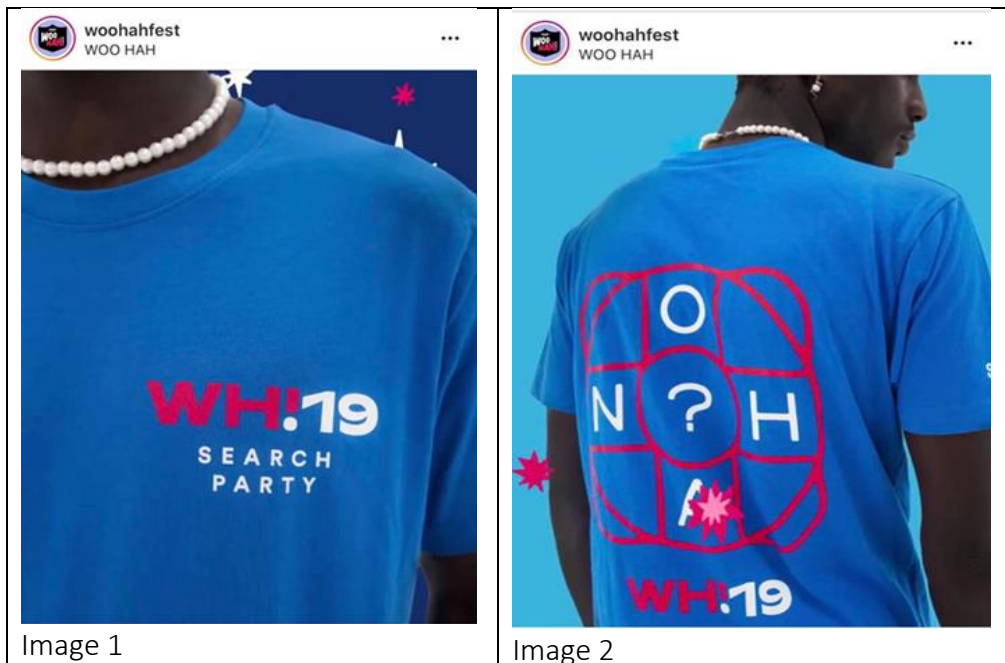 woohahfest
WOO HAH
...
WH!19
SEARCH
PARTY
Image 1
woohahfest
WOO HAH
...
O
N ? H
A
WH!19
Image 2